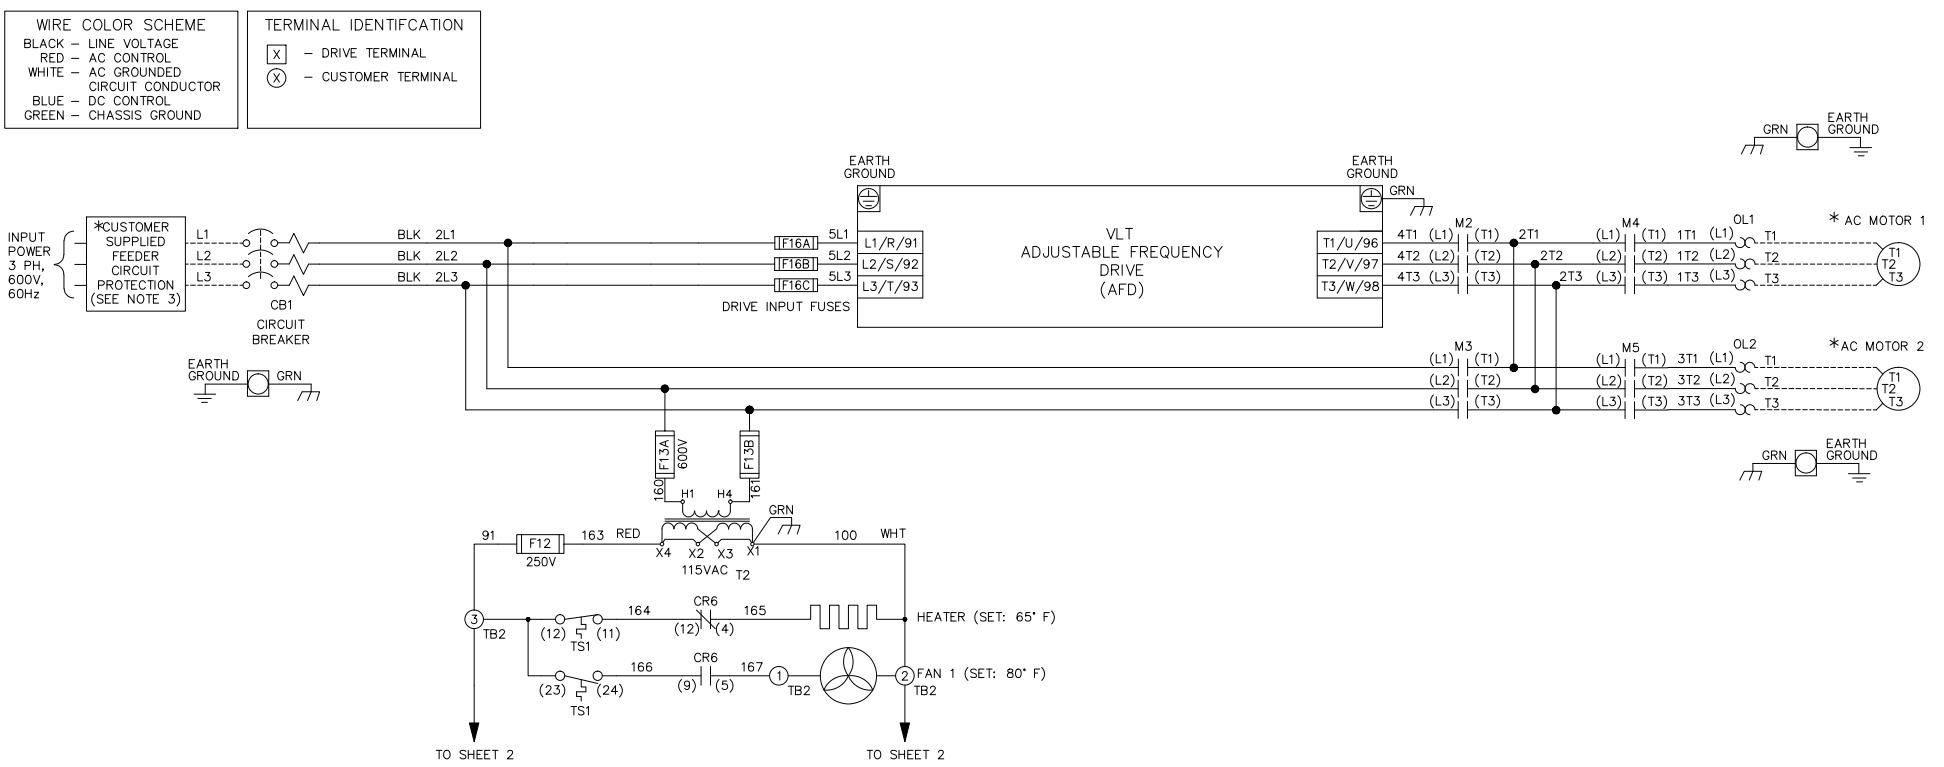 WIRE COLOR SCHEME
BLACK – LINE VOLTAGE
RED – AC CONTROL
WHITE – AC GROUNDED
CIRCUIT CONDUCTOR
BLUE – DC CONTROL
GREEN – CHASSIS GROUND
TERMINAL IDENTIFCATION
X – DRIVE TERMINAL
X – CUSTOMER TERMINAL
GRN
EARTH
GROUND
EARTH
GROUND
EARTH
GROUND
GRN
INPUT
POWER
3 PH,
600V,
60Hz
*CUSTOMER
SUPPLIED
FEEDER
CIRCUIT
PROTECTION
(SEE NOTE 3)
L1
L2
L3
CB1
CIRCUIT
BREAKER
BLK 2L1
BLK 2L2
BLK 2L3
F16A 5L1
F16B 5L2
F16C 5L3
DRIVE INPUT FUSES
L1/R/91
L2/S/92
L3/T/93
VLT
ADJUSTABLE FREQUENCY
DRIVE
(AFD)
T1/U/96
T2/V/97
T3/W/98
M2
4T1 (L1) (T1) 2T1
4T2 (L2) (T2) 2T2
4T3 (L3) (T3) 2T3
M4
(L1) (T1) 1T1 (L1)
(L2) (T2) 1T2 (L2)
(L3) (T3) 1T3 (L3)
OL1
T1
T2
T3
* AC MOTOR 1
T1
T2
T3
EARTH
GROUND
GRN
M3
(L1) (T1)
(L2) (T2)
(L3) (T3)
M5
(L1) (T1) 3T1 (L1)
(L2) (T2) 3T2 (L2)
(L3) (T3) 3T3 (L3)
OL2
T1
T2
T3
*AC MOTOR 2
T1
T2
T3
GRN
EARTH
GROUND
F13A
600V
F13B
160
161
H1 H4
GRN
91
F12
250V
163 RED
X4 X2 X3 X1
115VAC T2
100 WHT
3
TB2
(12) (11)
TS1
164
CR6
(12) (4)
165
HEATER (SET: 65° F)
(23) (24)
TS1
166
CR6
(9) (5)
167
1
TB2
2
TB2
FAN 1 (SET: 80° F)
TO SHEET 2
TO SHEET 2